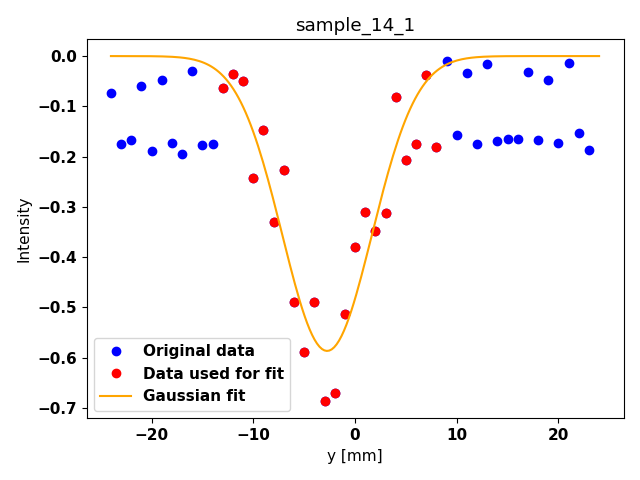 sample_14_1
0.0
−0.1
−0.2
−0.3
−0.4
−0.5
−0.6
−0.7
Intensity
Original data
Data used for fit
Gaussian fit
−20 −10 0 10 20
y [mm]